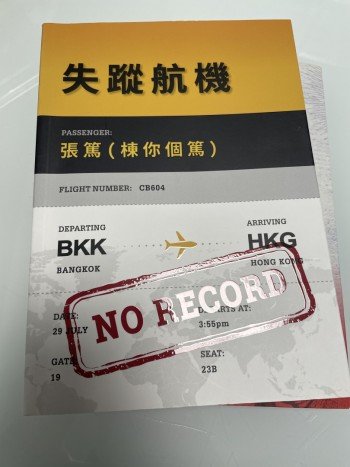 失蹤航機
PASSENGER:
張篤(棟你個篤)
FLIGHT NUMBER: CB604
DEPARTING
BKK
BANGKOK
ARRIVING
HKG
HONG KONG
NO RECORD
DATE:
29 JULY
DEPARTS AT:
3:55pm
GATE:
19
SEAT:
23B